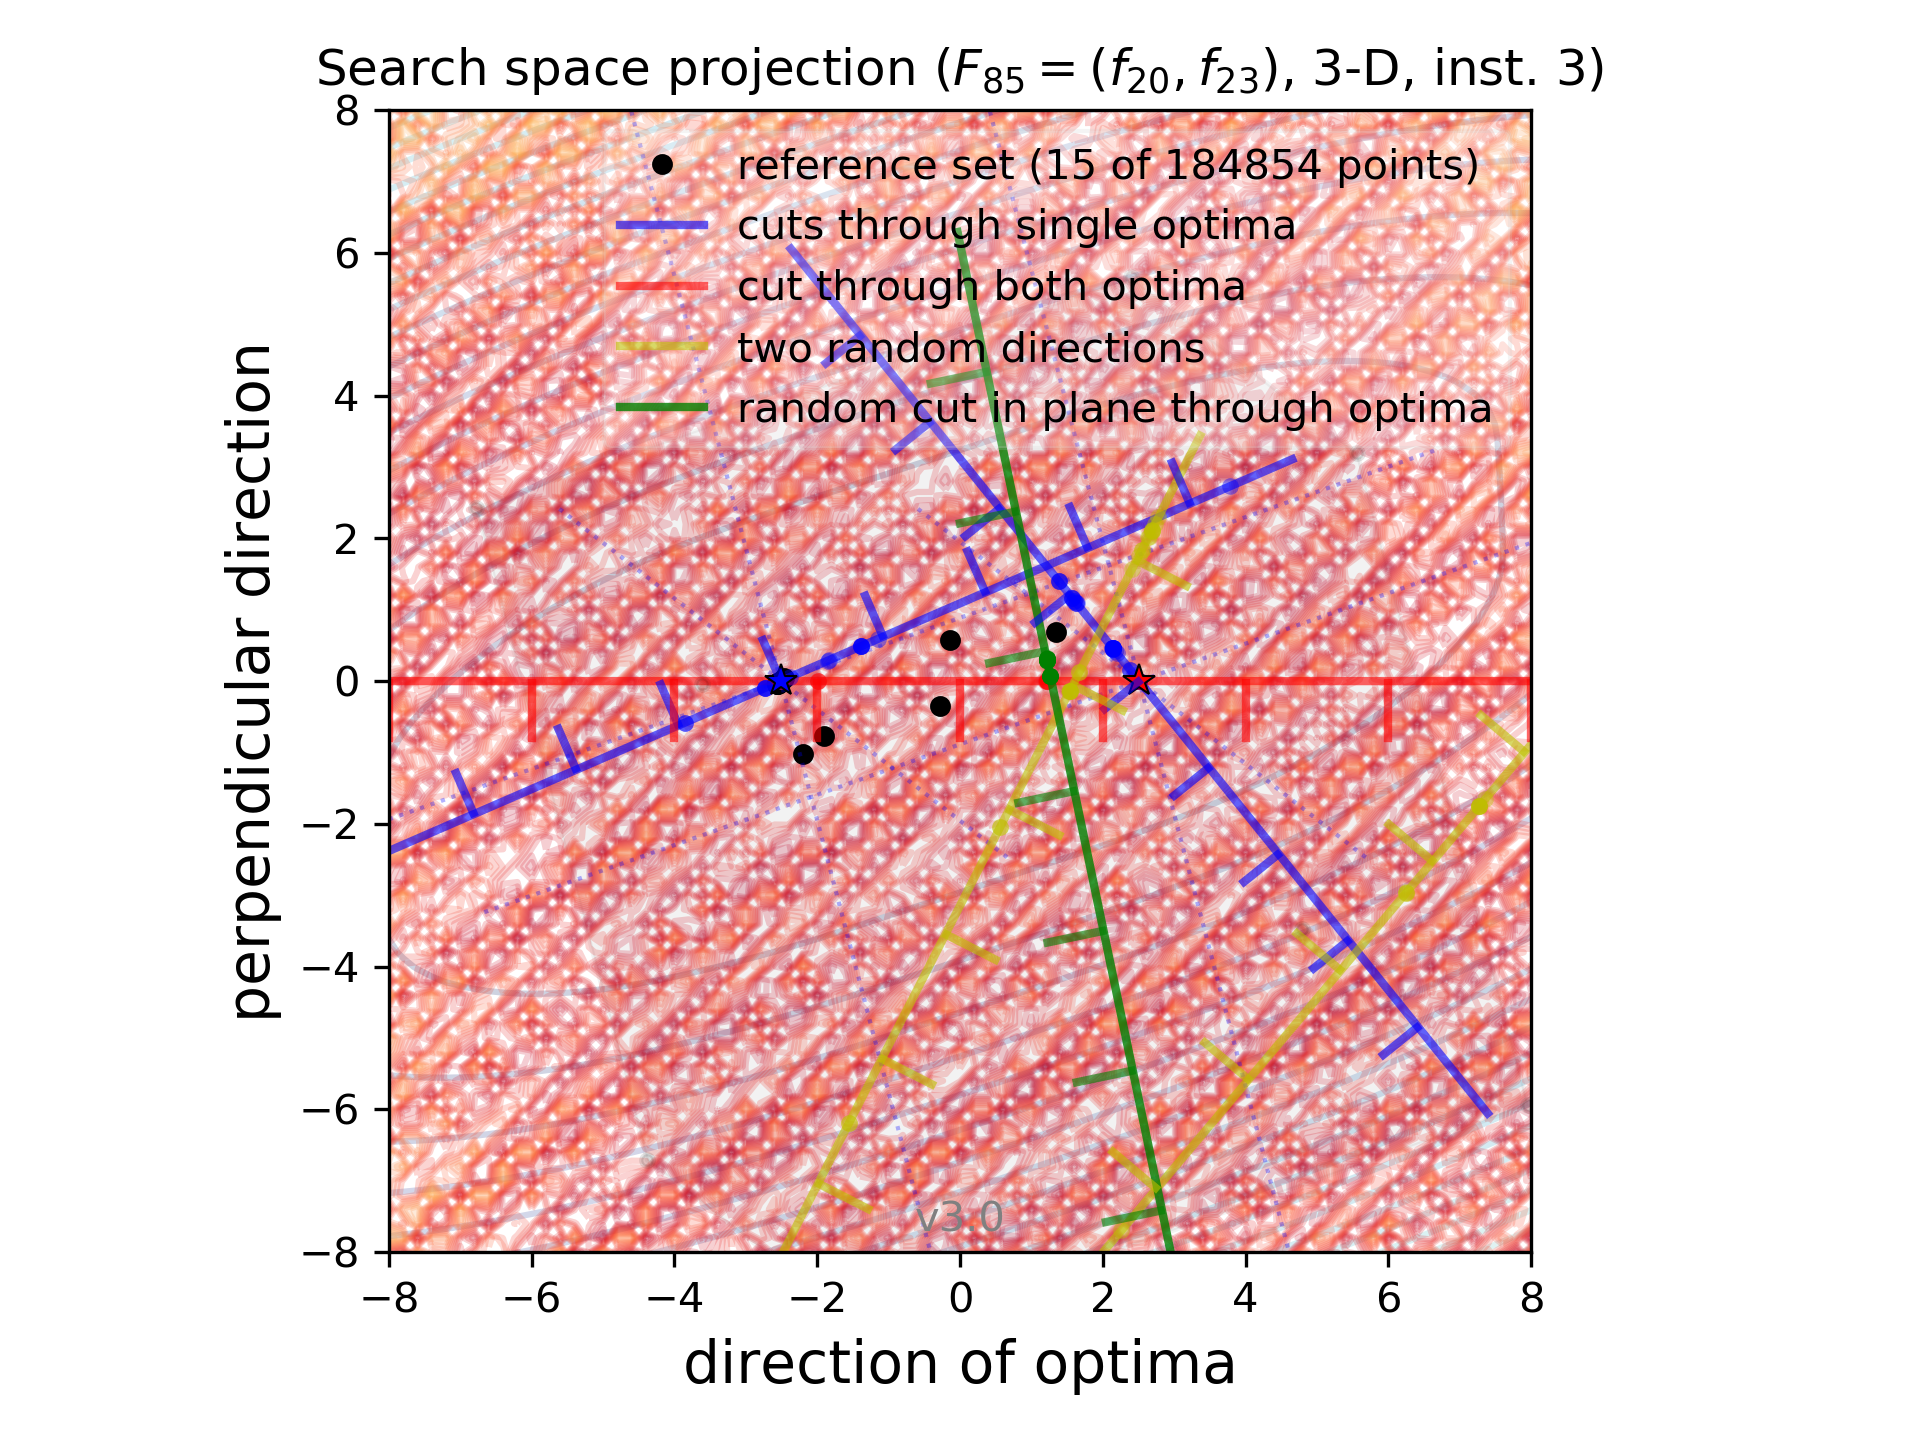 Search space projection (F85 = (f20, f23), 3-D, inst. 3)
8
6
4
2
0
−2
−4
−6
−8
perpendicular direction
reference set (15 of 184854 points)
cuts through single optima
cut through both optima
two random directions
random cut in plane through optima
v3.0
−8 −6 −4 −2 0 2 4 6 8
direction of optima